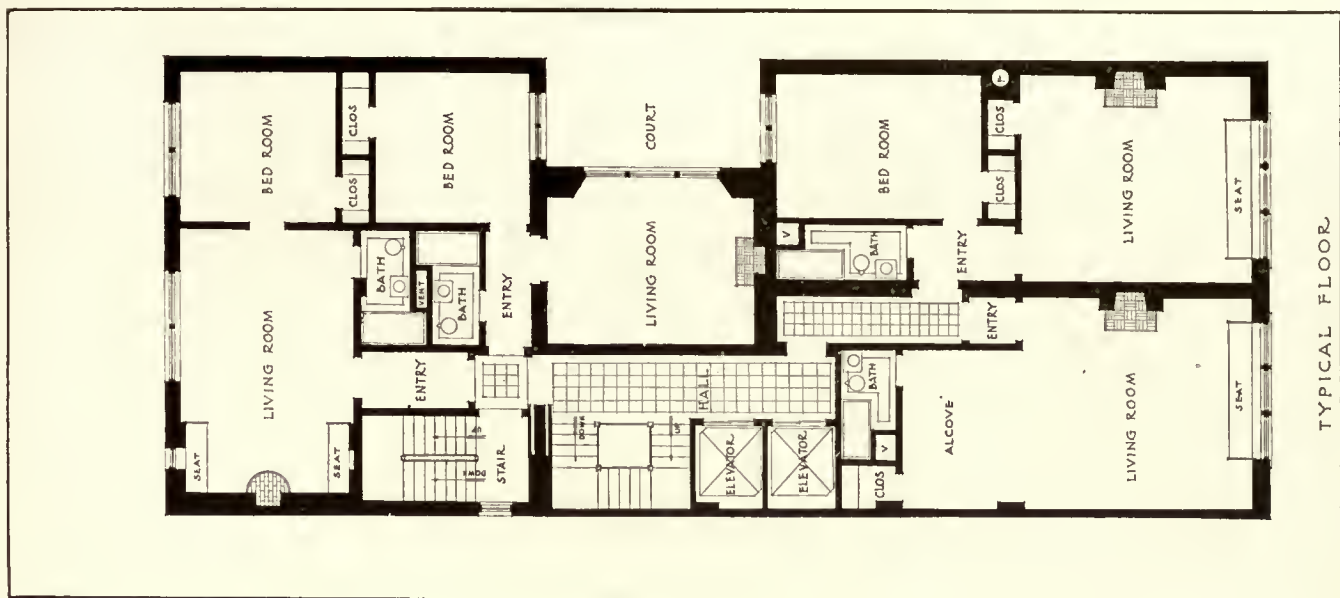 BED ROOM
CLOS
CLOS
BED ROOM
COURT
BED ROOM
CLOS
CLOS
LIVING ROOM
SEAT
LIVING ROOM
BATH
VENT
BATH
ENTRY
LIVING ROOM
V
BATH
ENTRY
ENTRY
ENTRY
SEAT
SEAT
UP
DOWN
STAIR
DOWN
UP
HALL
ELEVATOR
ELEVATOR
BATH
V
CLOS
ALCOVE
LIVING ROOM
SEAT
TYPICAL FLOOR